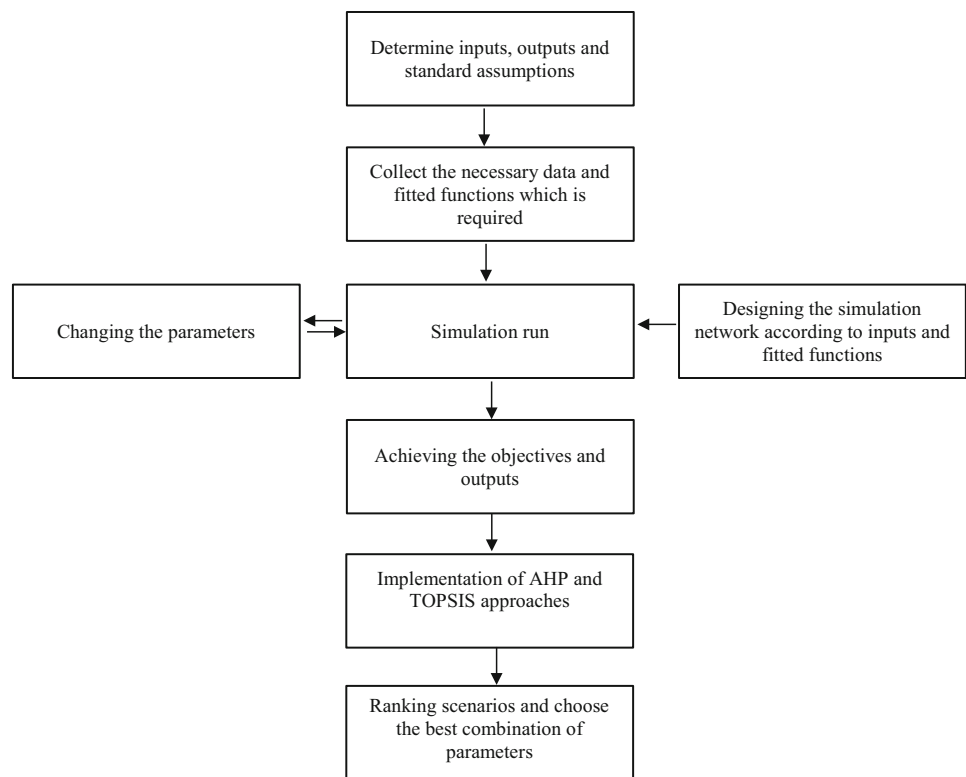 Determine inputs, outputs and
standard assumptions
Collect the necessary data and
fitted functions which is
required
Changing the parameters
Simulation run
Designing the simulation
network according to inputs and
fitted functions
Achieving the objectives and
outputs
Implementation of AHP and
TOPSIS approaches
Ranking scenarios and choose
the best combination of
parameters